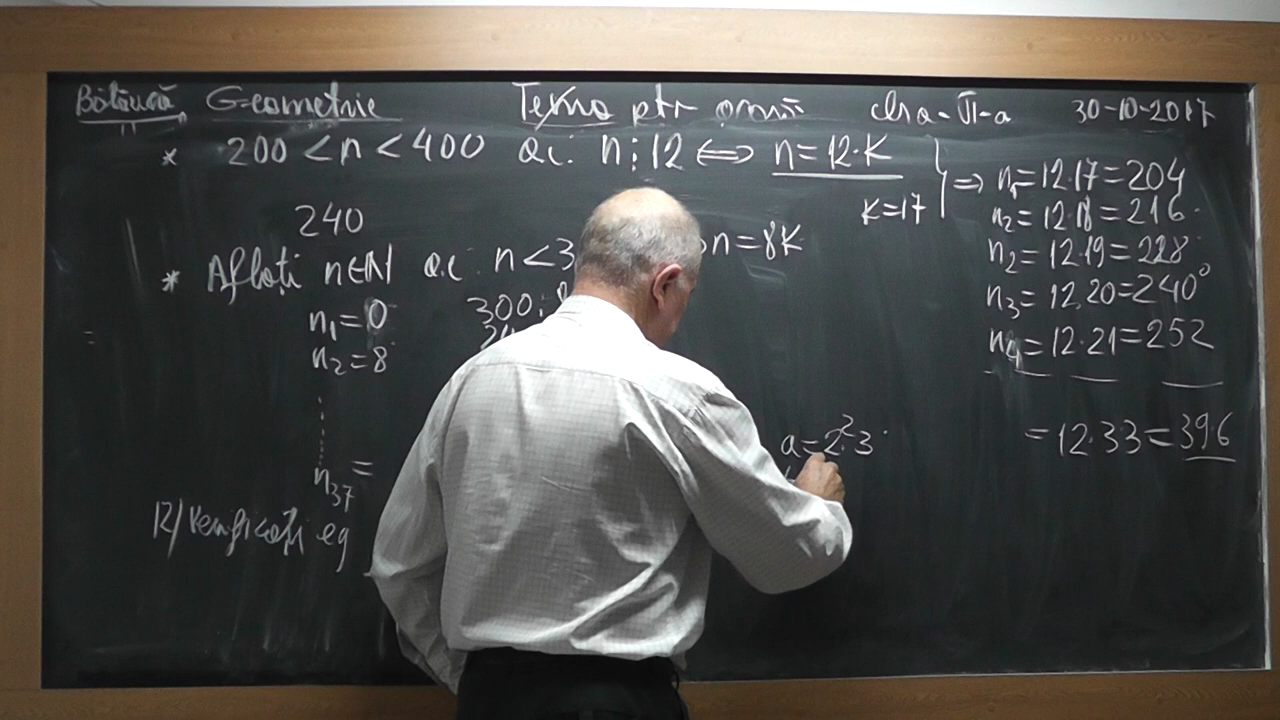 Geometrie Tema ptr cls a-VI-a 30-10-2017
* 200 < n < 400 a.i. n⋮12 ⟺ n=12·K
K=17
⇒ n₁=12·17=204
n₂=12·18=216
n₂=12·19=228
n₃=12.20=240
n₄=12·21=252
=12·33=396
240
* Aflați n∈N a.i. n<3 n=8K
n₁=0
n₂=8
n₃₇ =
300:
a=2²·3·
12/ Verificați eg